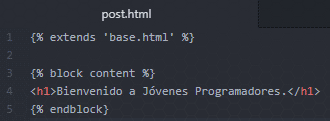 post.html
1 {% extends 'base.html' %}
2
3 {% block content %}
4 <h1>Bienvenido a Jóvenes Programadores.</h1>
5 {% endblock}